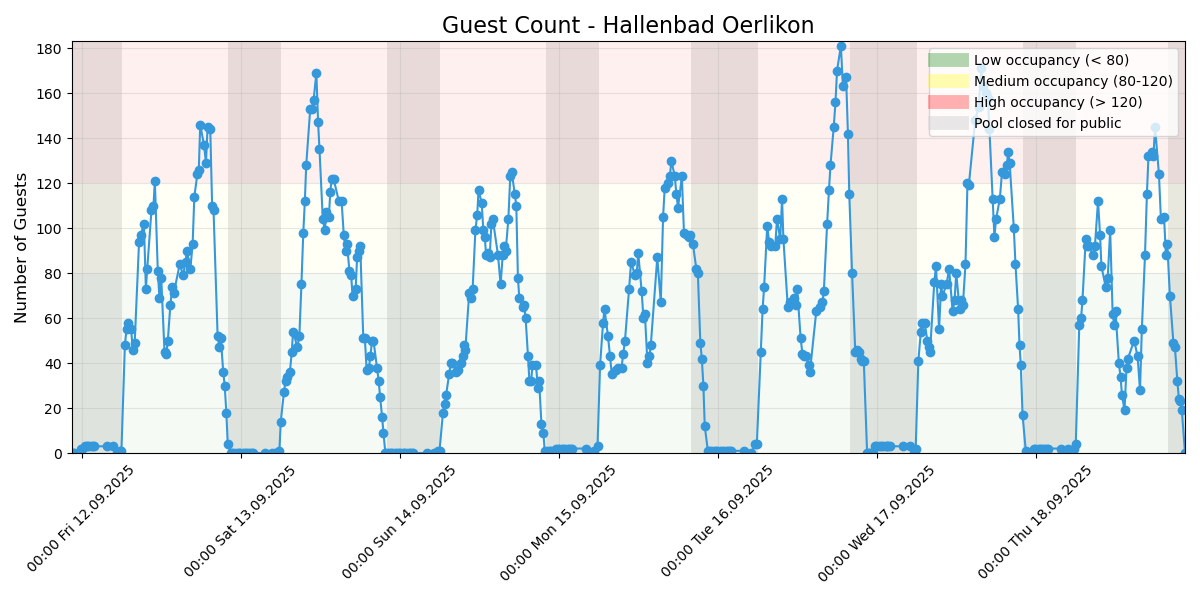 Guest Count - Hallenbad Oerlikon
Number of Guests
180
160
140
120
100
80
60
40
20
0
Low occupancy (< 80)
Medium occupancy (80-120)
High occupancy (> 120)
Pool closed for public
00:00 Fri 12.09.2025
00:00 Sat 13.09.2025
00:00 Sun 14.09.2025
00:00 Mon 15.09.2025
00:00 Tue 16.09.2025
00:00 Wed 17.09.2025
00:00 Thu 18.09.2025